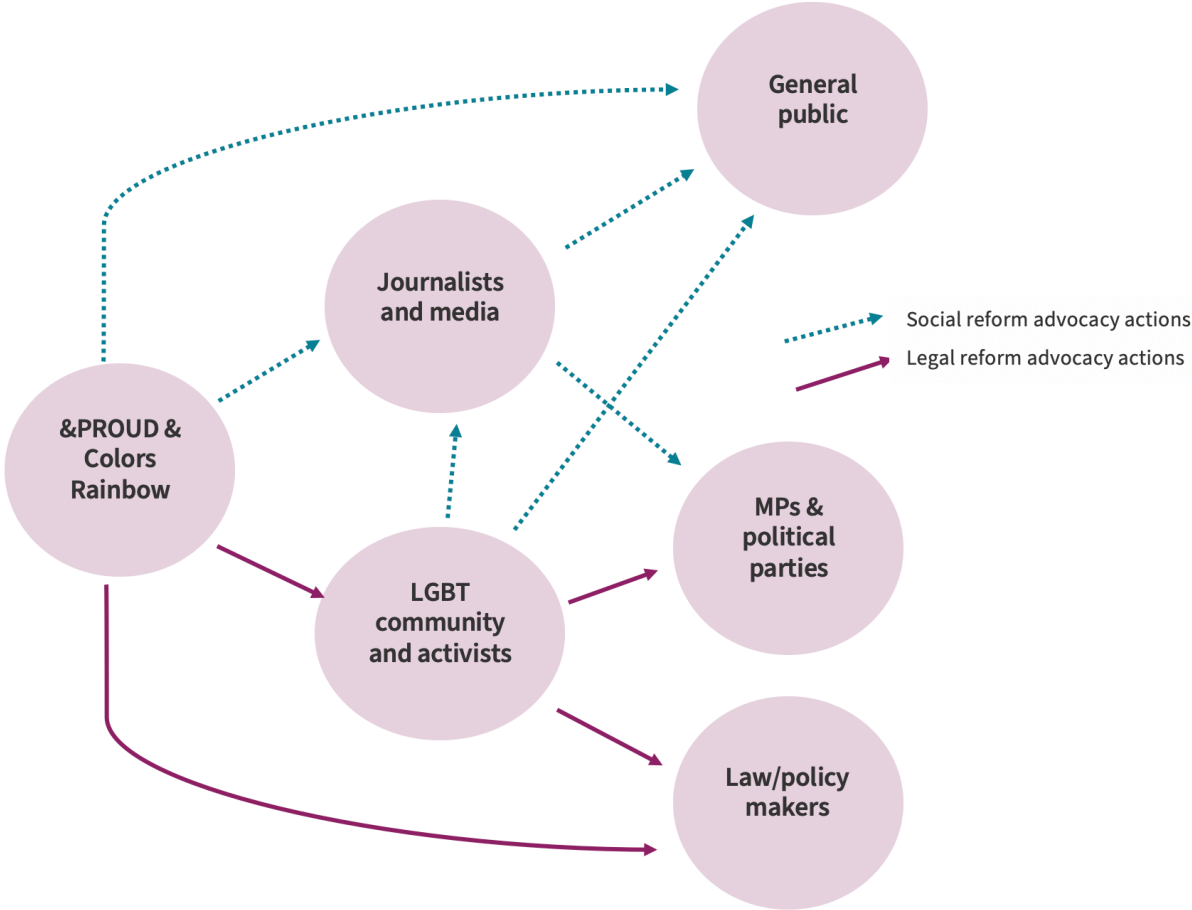 General
public
Journalists
and media
Social reform advocacy actions
Legal reform advocacy actions
&PROUD &
Colors
Rainbow
MPs &
political
parties
LGBT
community
and activists
Law/policy
makers